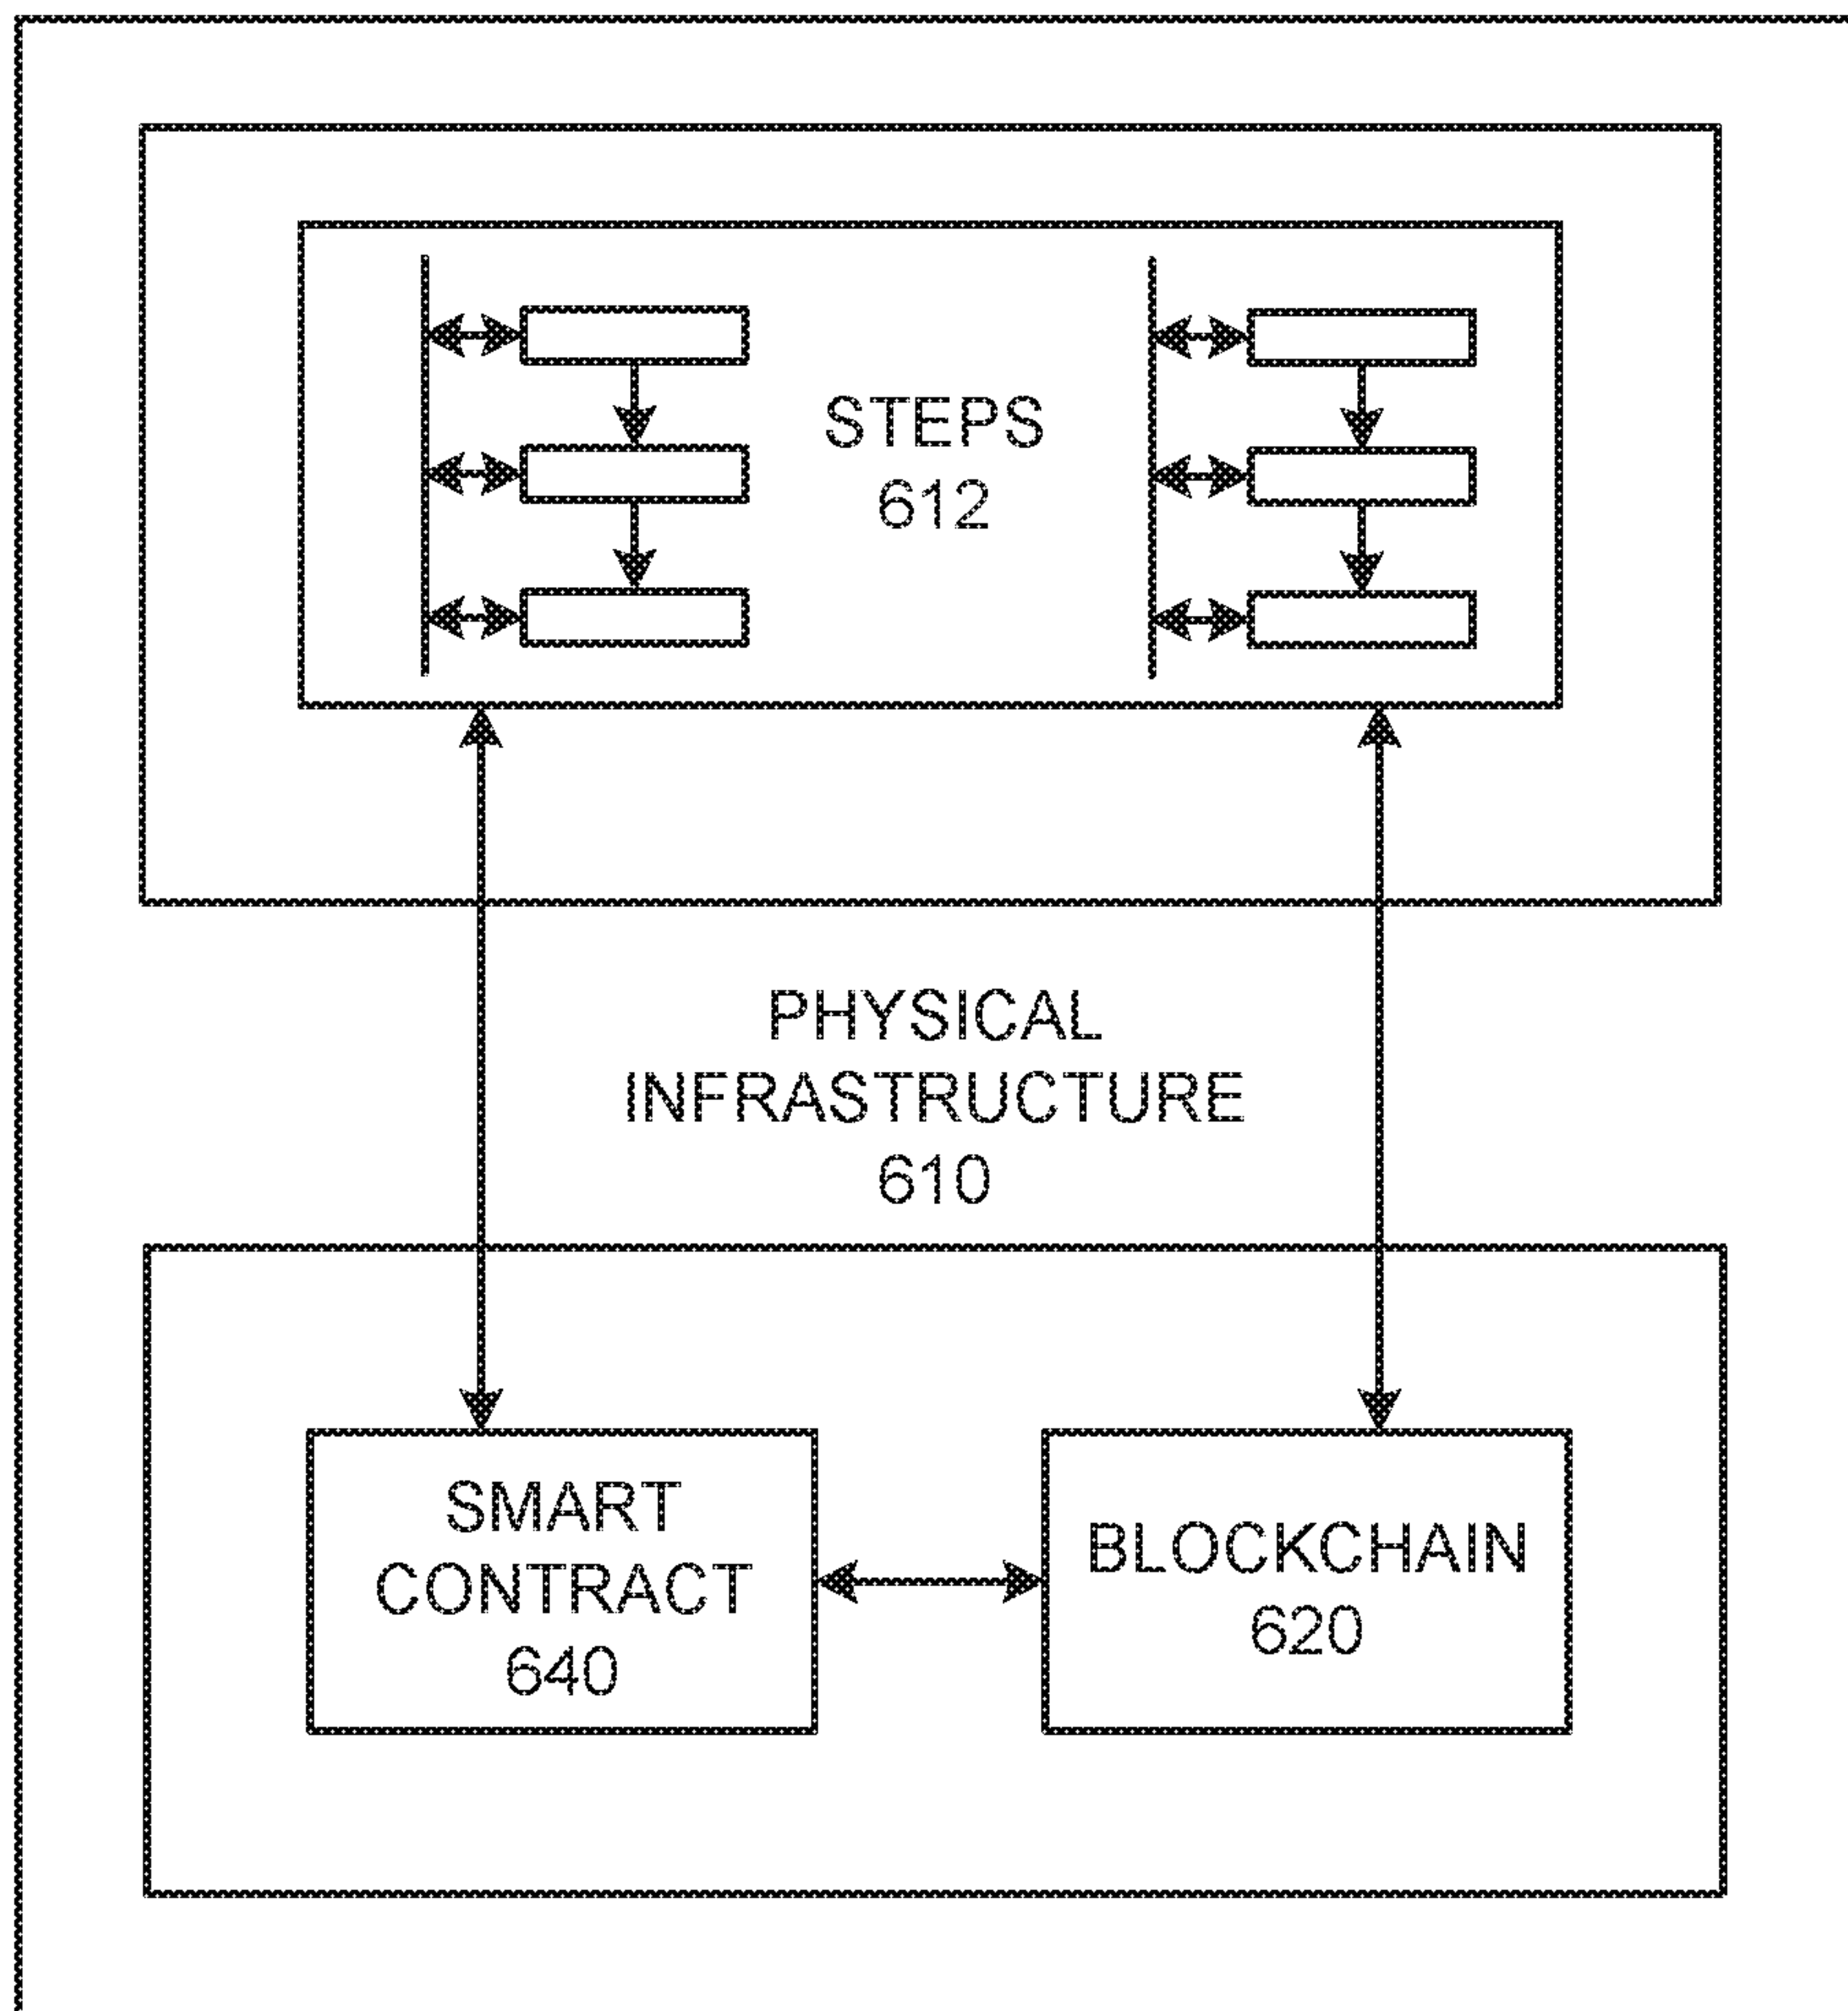 STEPS
612
PHYSICAL
INFRASTRUCTURE
610
SMART
CONTRACT
640
BLOCKCHAIN
620